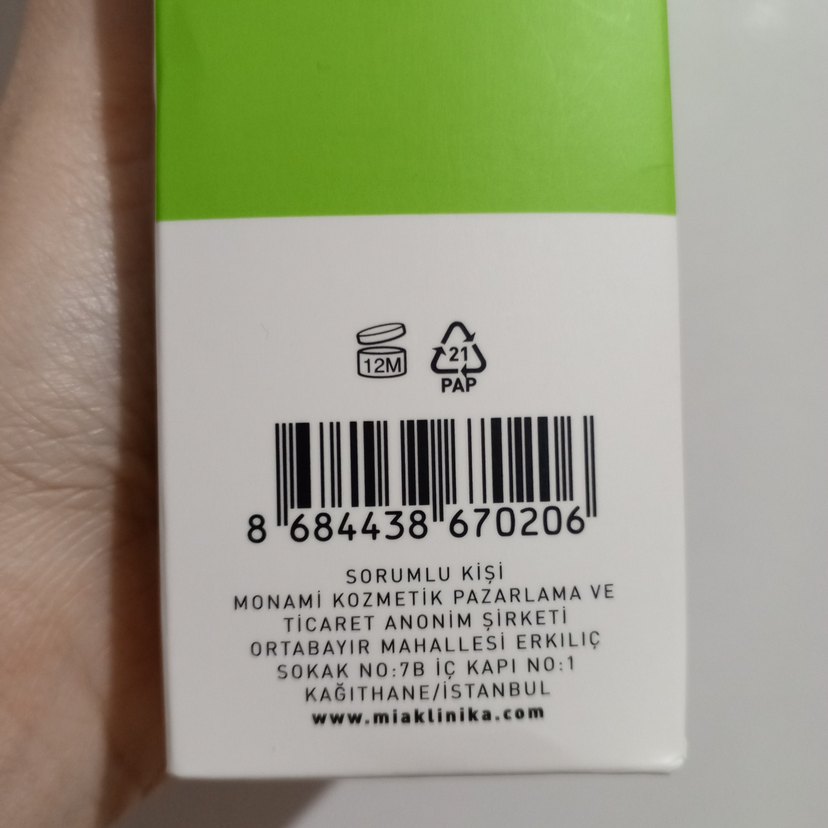 12M
21
PAP
8 684438 670206
SORUMLU KİŞİ
MONAMİ KOZMETİK PAZARLAMA VE
TİCARET ANONİM ŞİRKETİ
ORTABAYIR MAHALLESİ ERKILIÇ
SOKAK NO:7B İÇ KAPI NO:1
KAĞITHANE/İSTANBUL
www.miaklinika.com